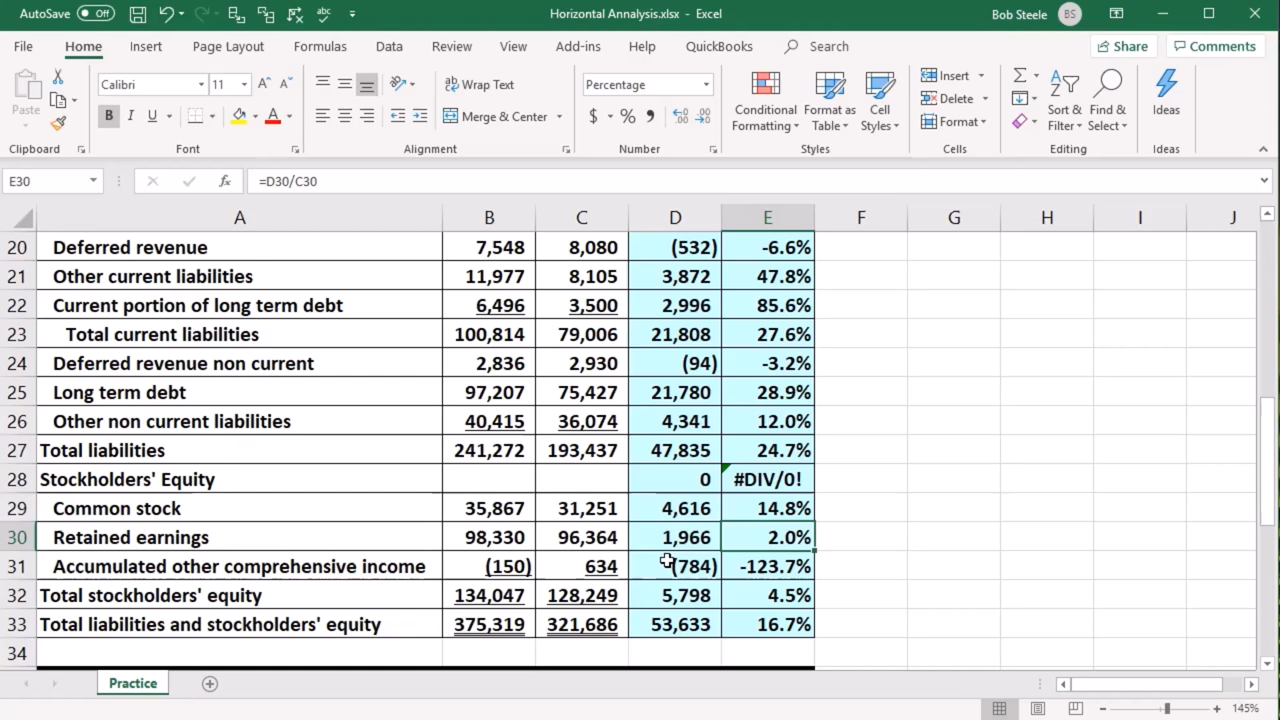 AutoSave Off Horizontal Annalysis.xlsx - Excel Bob Steele BS
File Home Insert Page Layout Formulas Data Review View Add-ins Help QuickBooks Search Share Comments
Paste
Calibri 11 A A
B I U A
Wrap Text
Merge & Center
Percentage
$ % ,
Conditional Formatting
Format as Table
Cell Styles
Insert
Delete
Format
Sort & Filter
Find & Select
Ideas
Clipboard Font Alignment Number Styles Cells Editing Ideas
E30 fx =D30/C30
A B C D E F G H I J
20 Deferred revenue 7,548 8,080 (532) -6.6%
21 Other current liabilities 11,977 8,105 3,872 47.8%
22 Current portion of long term debt 6,496 3,500 2,996 85.6%
23 Total current liabilities 100,814 79,006 21,808 27.6%
24 Deferred revenue non current 2,836 2,930 (94) -3.2%
25 Long term debt 97,207 75,427 21,780 28.9%
26 Other non current liabilities 40,415 36,074 4,341 12.0%
27 Total liabilities 241,272 193,437 47,835 24.7%
28 Stockholders' Equity 0 #DIV/0!
29 Common stock 35,867 31,251 4,616 14.8%
30 Retained earnings 98,330 96,364 1,966 2.0%
31 Accumulated other comprehensive income (150) 634 (784) -123.7%
32 Total stockholders' equity 134,047 128,249 5,798 4.5%
33 Total liabilities and stockholders' equity 375,319 321,686 53,633 16.7%
34
Practice
145%